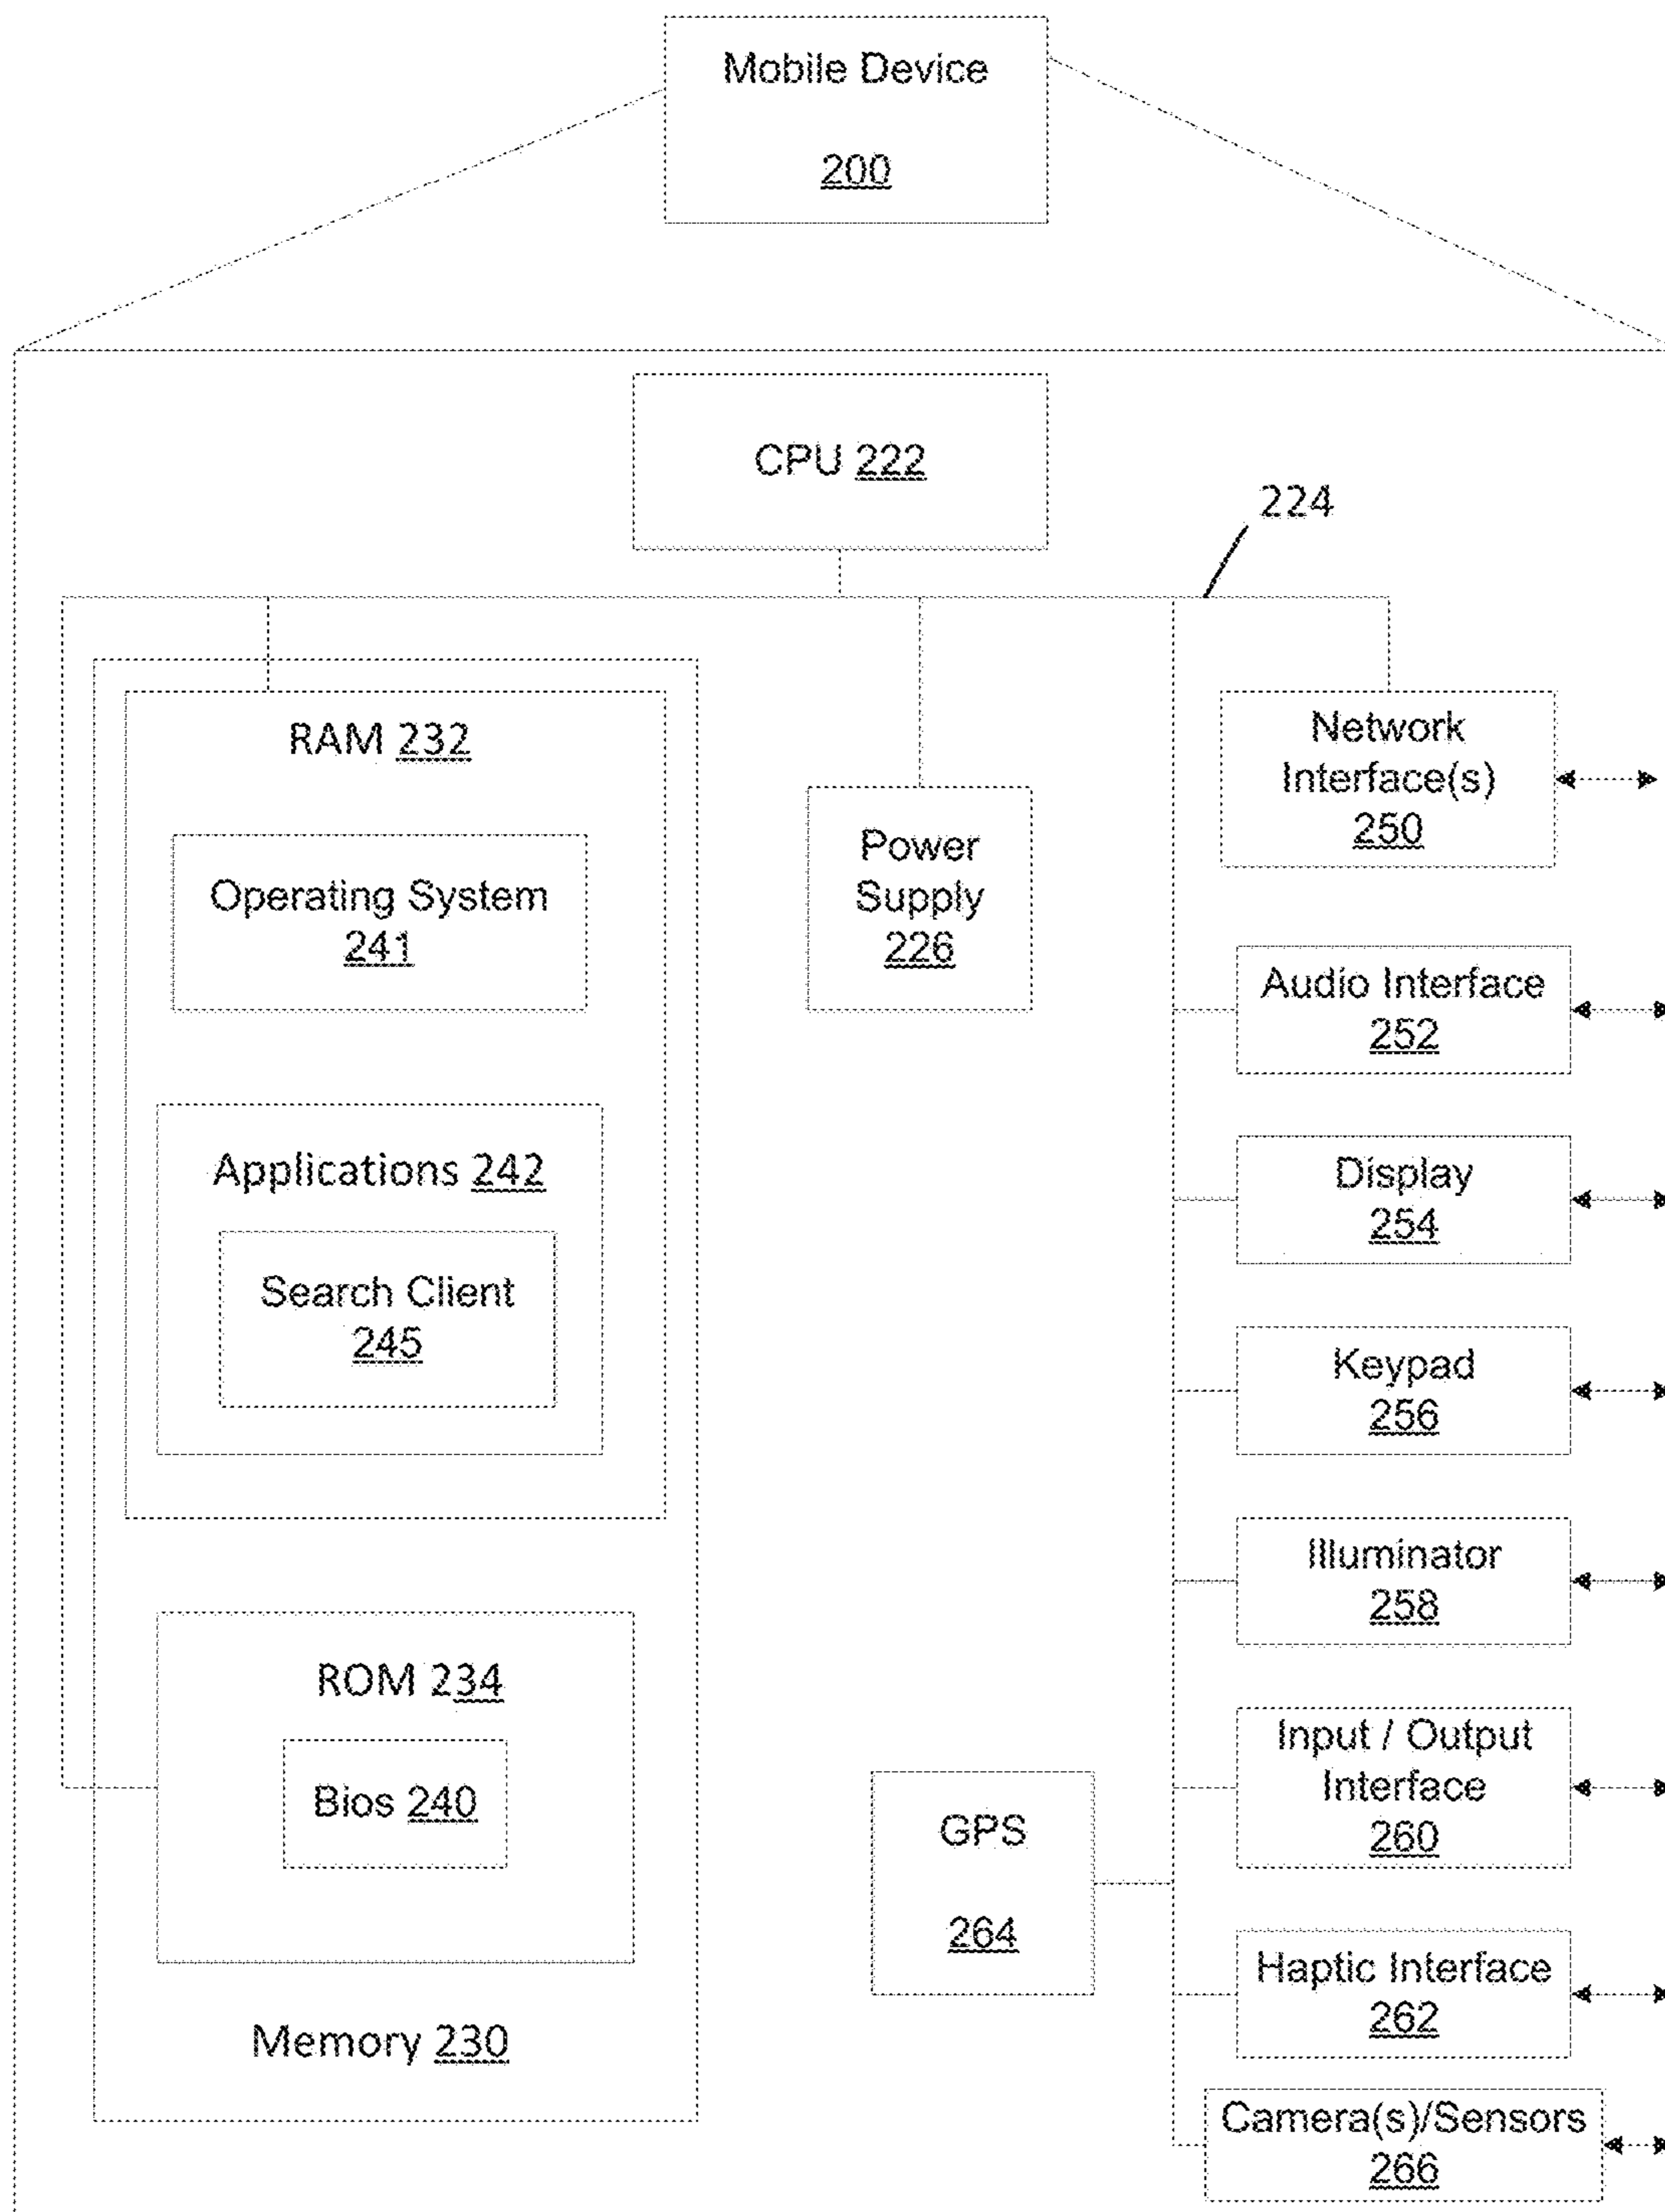 Mobile Device
200
CPU 222
224
RAM 232
Operating System
241
Applications 242
Search Client
245
ROM 234
Bios 240
Memory 230
Power
Supply
226
GPS
264
Network
Interface(s)
250
Audio Interface
252
Display
254
Keypad
256
Illuminator
258
Input / Output
Interface
260
Haptic Interface
262
Camera(s)/Sensors
266